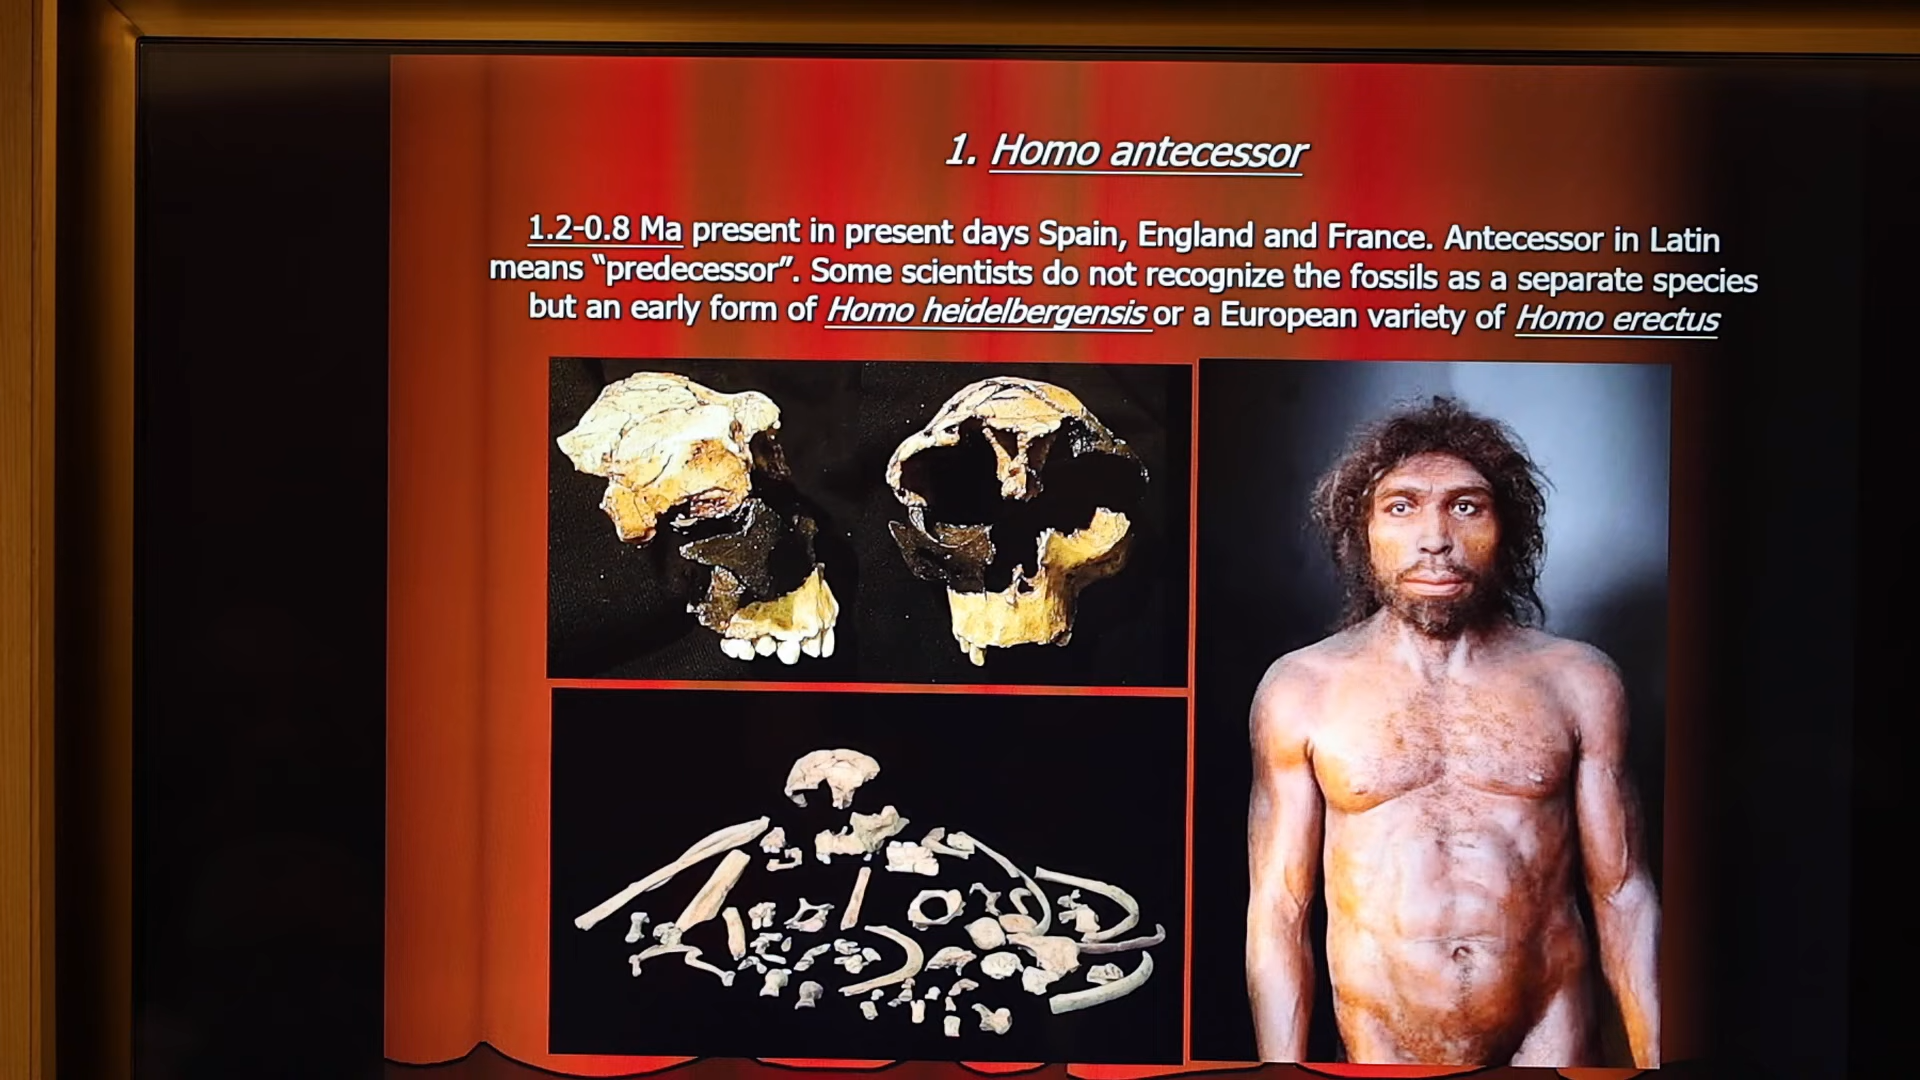 1. Homo antecessor
1.2-0.8 Ma present in present days Spain, England and France. Antecessor in Latin
means “predecessor”. Some scientists do not recognize the fossils as a separate species
but an early form of Homo heidelbergensis or a European variety of Homo erectus